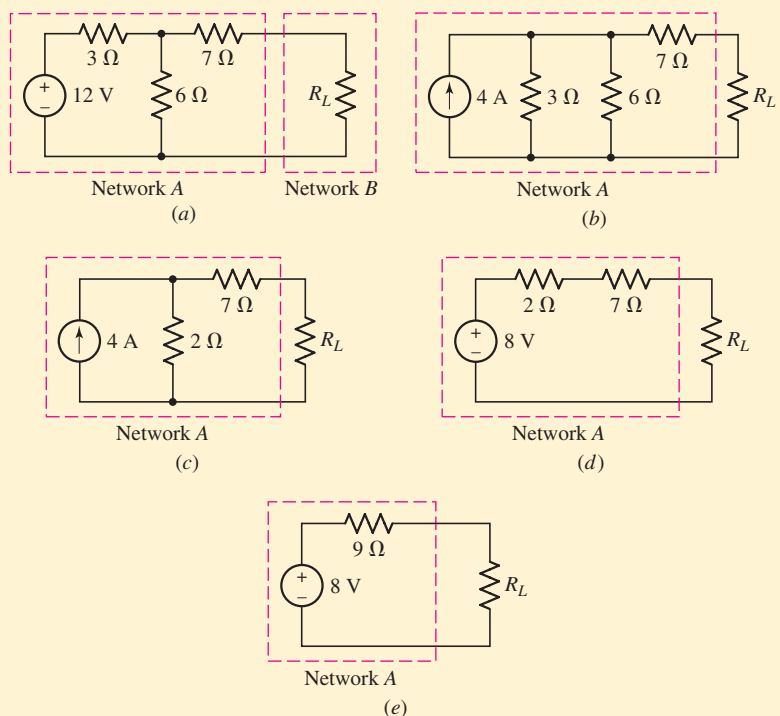 3 Ω
7 Ω
+
−
12 V
6 Ω
R_L
Network A
Network B
(a)
7 Ω
4 A
3 Ω
6 Ω
R_L
Network A
(b)
7 Ω
4 A
2 Ω
R_L
Network A
(c)
2 Ω
7 Ω
+
−
8 V
R_L
Network A
(d)
9 Ω
+
−
8 V
R_L
Network A
(e)